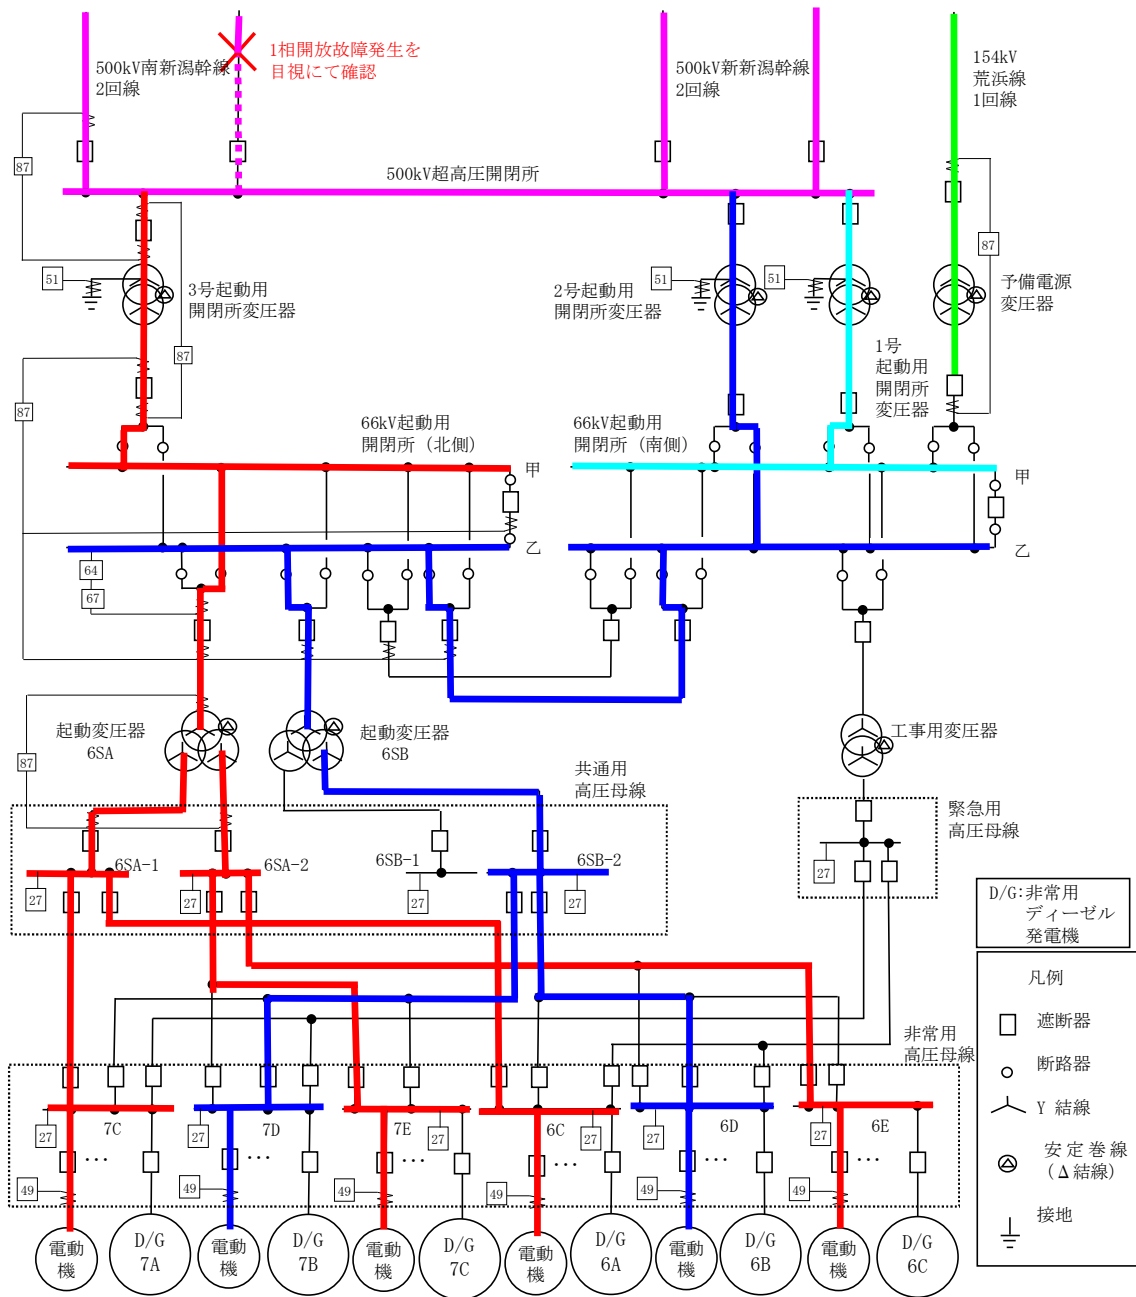 1相開放故障発生を
目視にて確認
500kV南新潟幹線
2回線
500kV新新潟幹線
2回線
154kV
荒浜線
1回線
87
500kV超高圧開閉所
87
51
3号起動用
開閉所変圧器
51
2号起動用
開閉所変圧器
51
予備電源
変圧器
87
1号
起動用
開閉所
変圧器
87
66kV起動用
開閉所（北側）
66kV起動用
開閉所（南側）
甲
甲
乙
乙
64
67
起動変圧器
6SA
起動変圧器
6SB
工事用変圧器
87
共通用
高圧母線
緊急用
高圧母線
6SA-1
6SA-2
6SB-1
6SB-2
27
27
27
27
27
D/G:非常用
ディーゼル
発電機
凡例
遮断器
断路器
Y 結線
安定巻線
(Δ結線)
接地
非常用
高圧母線
7C
7D
7E
6C
6D
6E
27
27
27
27
27
27
···
···
···
···
···
···
49
49
49
49
49
49
電動
機
D/G
7A
電動
機
D/G
7B
電動
機
D/G
7C
電動
機
D/G
6A
電動
機
D/G
6B
電動
機
D/G
6C